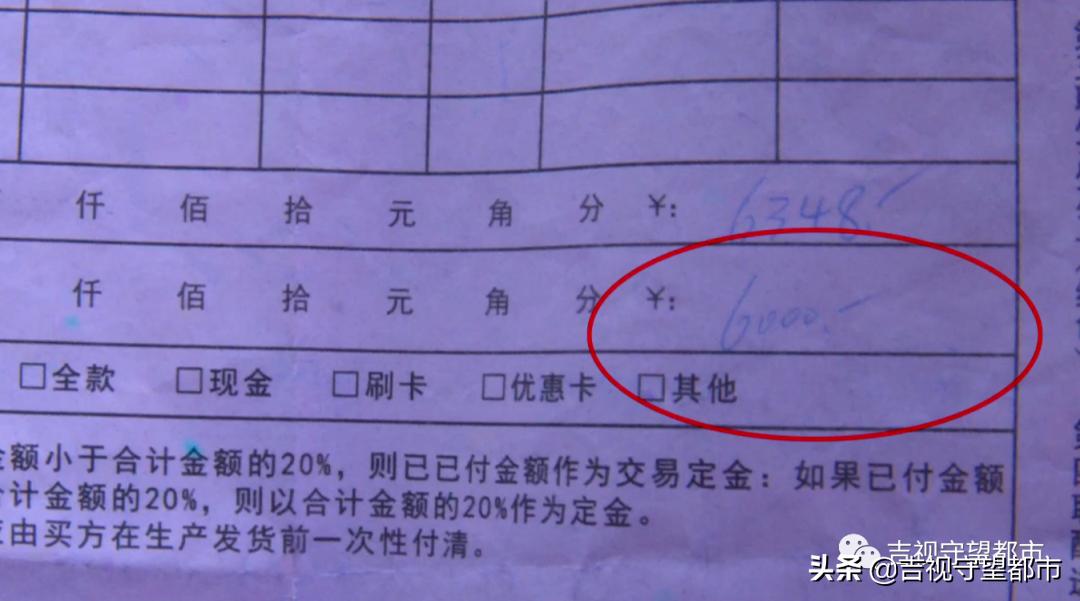 仟 佰 拾 元 角 分 ¥: 6348.-
仟 佰 拾 元 角 分 ¥: 6000.-
□全款 □现金 □刷卡 □优惠卡 □其他
金额小于合计金额的20%，则已已付金额作为交易定金：如果已付金额
合计金额的20%，则以合计金额的20%作为定金。
应由买方在生产发货前一次性付清。
吉视守望都市
头条 @吉视守望都市